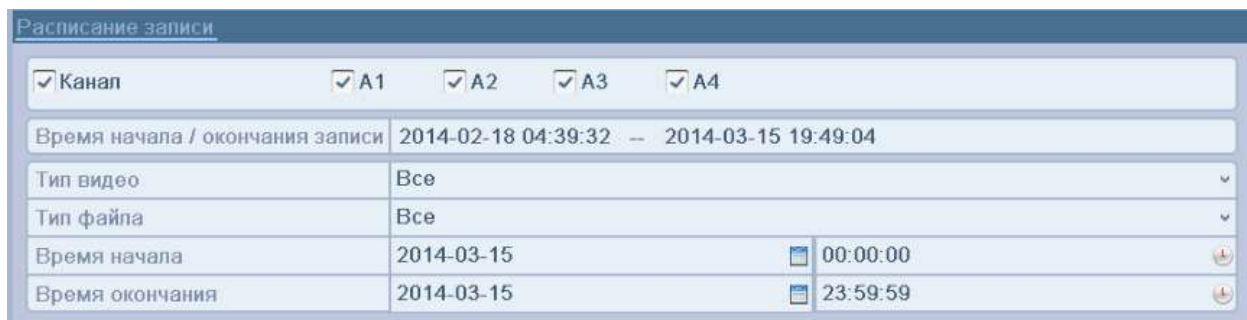 Расписание записи
Канал A1 A2 A3 A4
Время начала / окончания записи 2014-02-18 04:39:32 -- 2014-03-15 19:49:04
Тип видео Все
Тип файла Все
Время начала 2014-03-15 00:00:00
Время окончания 2014-03-15 23:59:59